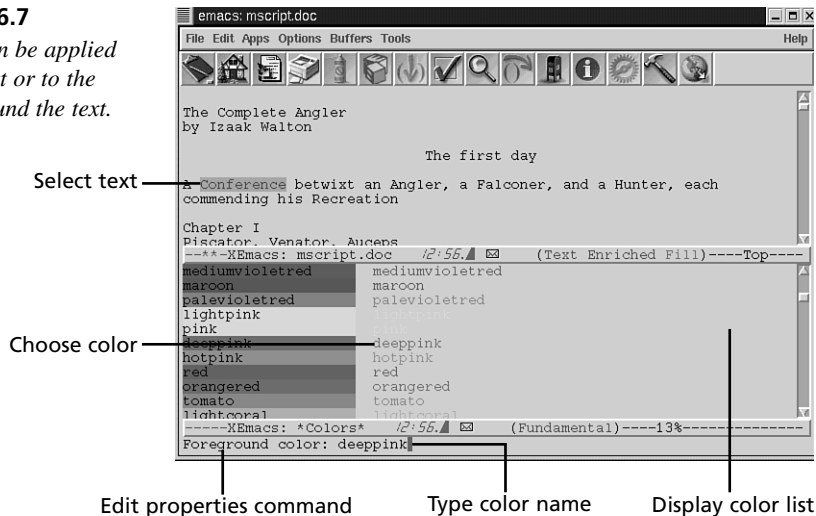 6.7
n be applied
t or to the
und the text.
emacs: mscript.doc
File Edit Apps Options Buffers Tools Help
The Complete Angler
by Izaak Walton
The first day
A Conference betwixt an Angler, a Falconer, and a Hunter, each
commending his Recreation
Chapter I
Piscator, Venator, Auceps
--**-XEmacs: mscript.doc 12:56. (Text Enriched Fill)----Top----
mediumvioletred mediumvioletred
maroon maroon
palevioletred palevioletred
lightpink lightpink
pink pink
deeppink deeppink
hotpink hotpink
red red
orangered orangered
tomato tomato
lightcoral lightcoral
-----XEmacs: *Colors* 12:56. (Fundamental)----13%--------------
Foreground color: deeppink
Select text
Choose color
Edit properties command
Type color name
Display color list